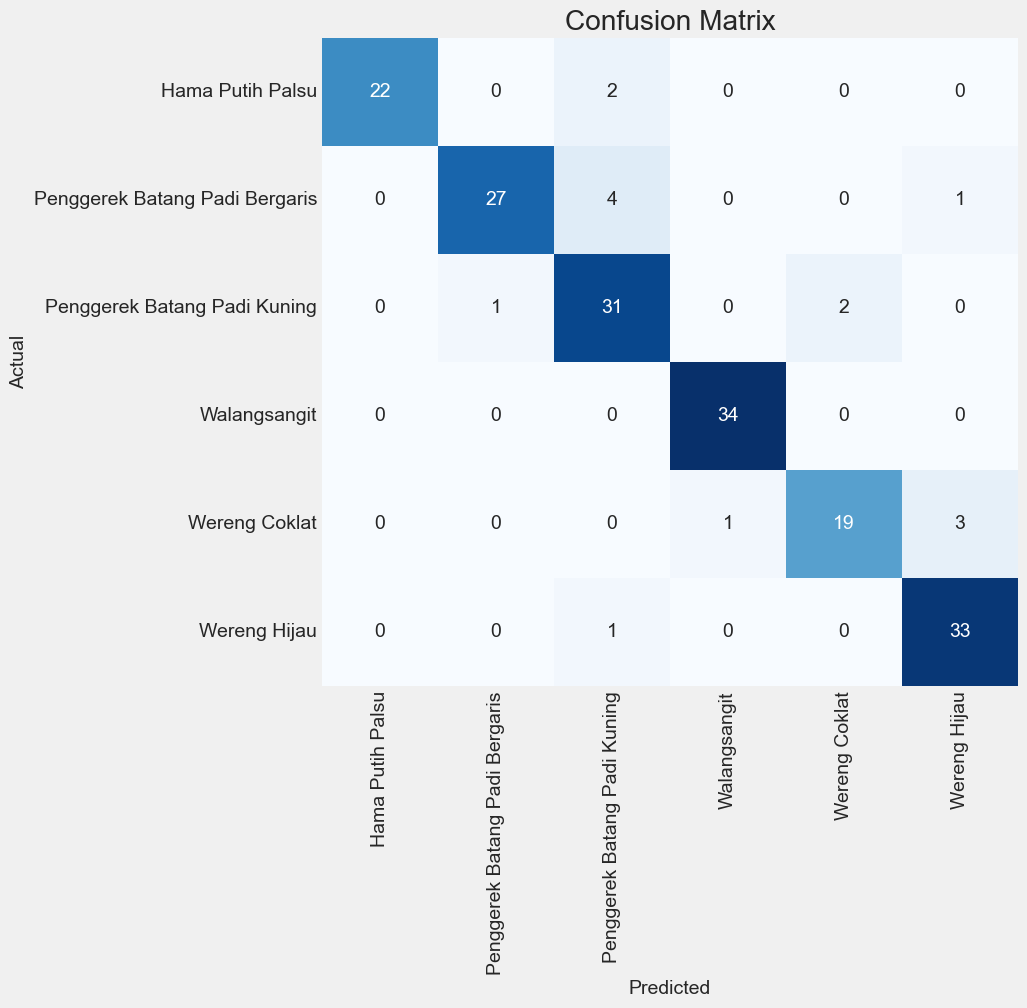 Confusion Matrix
Hama Putih Palsu 22 0 2 0 0 0
Penggerek Batang Padi Bergaris 0 27 4 0 0 1
Penggerek Batang Padi Kuning 0 1 31 0 2 0
Walangsangit 0 0 0 34 0 0
Wereng Coklat 0 0 0 1 19 3
Wereng Hijau 0 0 1 0 0 33
Actual
Hama Putih Palsu
Penggerek Batang Padi Bergaris
Penggerek Batang Padi Kuning
Walangsangit
Wereng Coklat
Wereng Hijau
Predicted